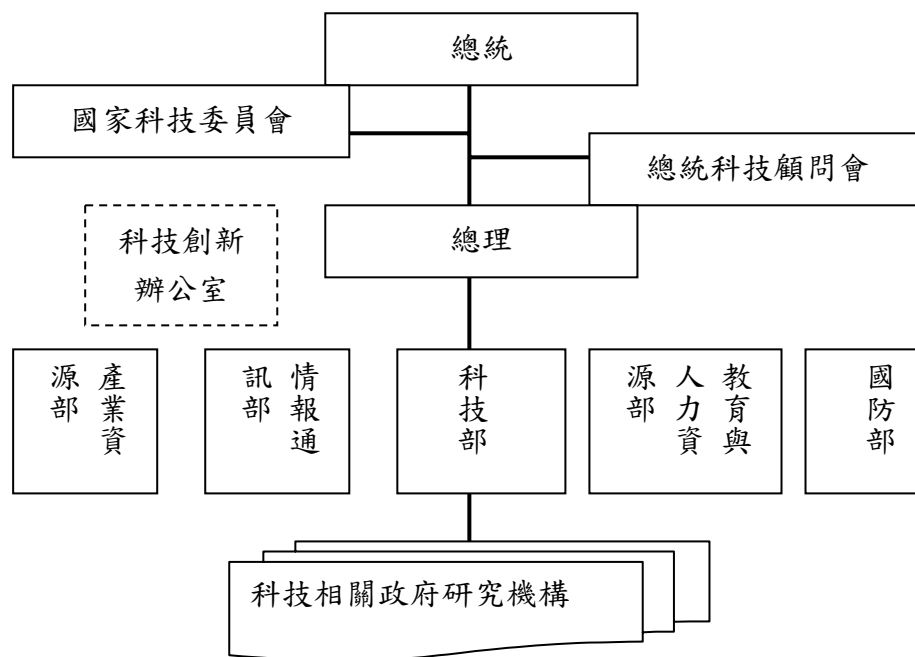 總統
國家科技委員會
總統科技顧問會
科技創新
辦公室
總理
產業資
源部
情報通
訊部
科技部
教育與
人力資
源部
國防部
科技相關政府研究機構